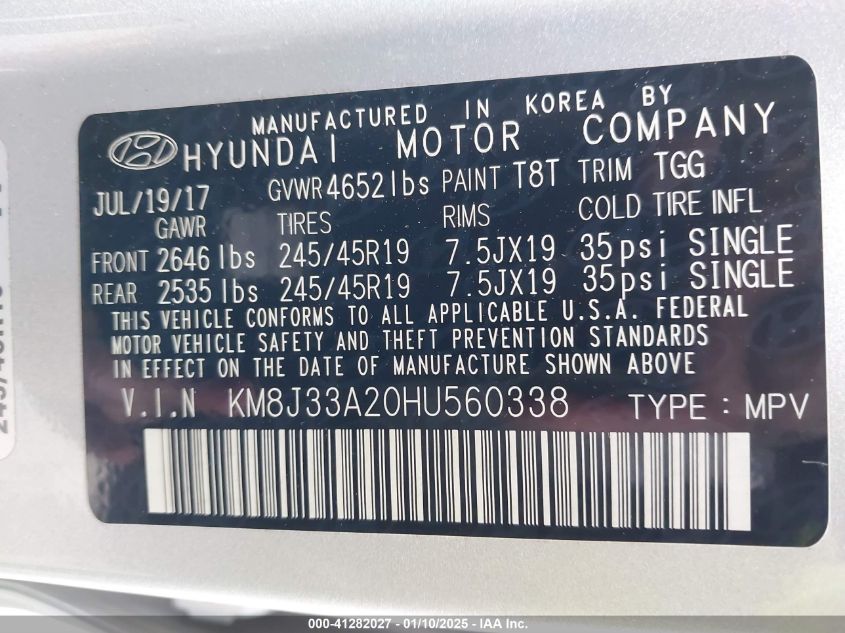 MANUFACTURED IN KOREA BY
HYUNDAI MOTOR COMPANY
JUL/19/17 GVWR 4652 lbs PAINT T8T TRIM TGG
GAWR TIRES RIMS COLD TIRE INFL
FRONT 2646 lbs 245/45R19 7.5JX19 35psi SINGLE
REAR 2535 lbs 245/45R19 7.5JX19 35psi SINGLE
THIS VEHICLE CONFORMS TO ALL APPLICABLE U.S.A. FEDERAL
MOTOR VEHICLE SAFETY AND THEFT PREVENTION STANDARDS
IN EFFECT ON THE DATE OF MANUFACTURE SHOWN ABOVE
V.I.N KM8J33A20HU560338 TYPE : MPV
000-41282027 - 01/10/2025 - IAA Inc.